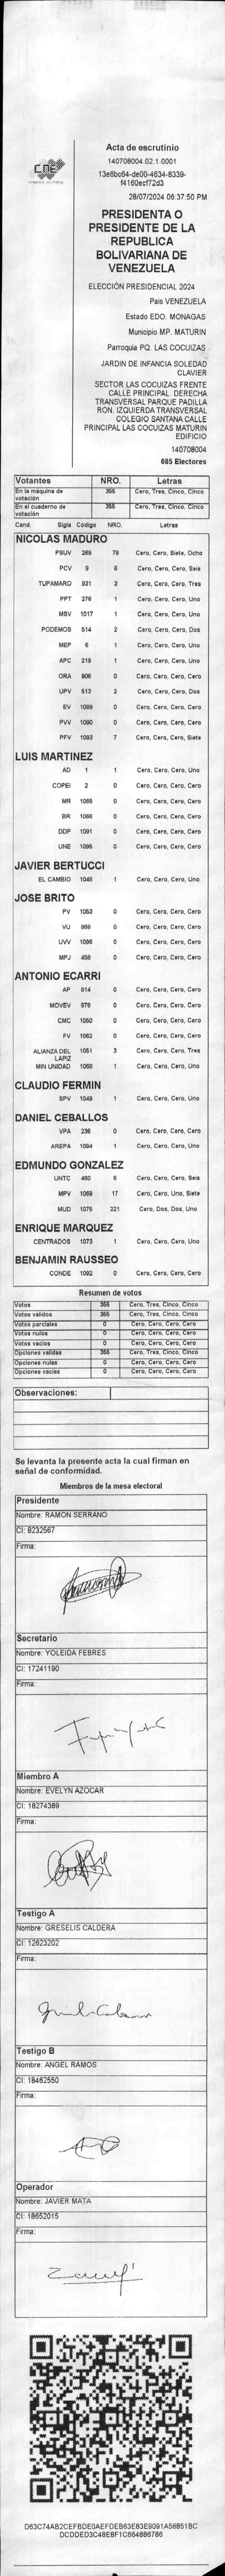 CNE
Acta de escrutinio
140708004.02.1.0001
13e6bc64-de00-4634-8339-
f4160ecf72d3
28/07/2024 06:37:50 PM
PRESIDENTA O
PRESIDENTE DE LA
REPUBLICA
BOLIVARIANA DE
VENEZUELA
ELECCIÓN PRESIDENCIAL 2024
Pais VENEZUELA
Estado EDO. MONAGAS
Municipio MP. MATURIN
Parroquia PQ. LAS COCUIZAS
JARDIN DE INFANCIA SOLEDAD
CLAVIER
SECTOR LAS COCUIZAS FRENTE
CALLE PRINCIPAL. DERECHA
TRANSVERSAL PARQUE PADILLA
RON. IZQUIERDA TRANSVERSAL
COLEGIO SANTANA CALLE
PRINCIPAL LAS COCUIZAS MATURIN
EDIFICIO
140708004
685 Electores
Votantes NRO. Letras
En la máquina de votación 355 Cero, Tres, Cinco, Cinco
En el cuaderno de votación 355 Cero, Tres, Cinco, Cinco
Cand. Sigla Código NRO. Letras
NICOLAS MADURO
PSUV 269 78 Cero, Cero, Siete, Ocho
PCV 9 6 Cero, Cero, Cero, Seis
TUPAMARO 931 3 Cero, Cero, Cero, Tres
PPT 276 1 Cero, Cero, Cero, Uno
MSV 1017 1 Cero, Cero, Cero, Uno
PODEMOS 514 2 Cero, Cero, Cero, Dos
MEP 6 1 Cero, Cero, Cero, Uno
APC 219 1 Cero, Cero, Cero, Uno
ORA 906 0 Cero, Cero, Cero, Cero
UPV 513 2 Cero, Cero, Cero, Dos
EV 1089 0 Cero, Cero, Cero, Cero
PVV 1090 0 Cero, Cero, Cero, Cero
PFV 1093 7 Cero, Cero, Cero, Siete
LUIS MARTINEZ
AD 1 1 Cero, Cero, Cero, Uno
COPEI 2 0 Cero, Cero, Cero, Cero
MR 1065 0 Cero, Cero, Cero, Cero
BR 1066 0 Cero, Cero, Cero, Cero
DDP 1091 0 Cero, Cero, Cero, Cero
UNE 1095 0 Cero, Cero, Cero, Cero
JAVIER BERTUCCI
EL CAMBIO 1048 1 Cero, Cero, Cero, Uno
JOSE BRITO
PV 1053 0 Cero, Cero, Cero, Cero
VU 868 0 Cero, Cero, Cero, Cero
UVV 1096 0 Cero, Cero, Cero, Cero
MPJ 458 0 Cero, Cero, Cero, Cero
ANTONIO ECARRI
AP 814 0 Cero, Cero, Cero, Cero
MOVEV 878 0 Cero, Cero, Cero, Cero
CMC 1050 0 Cero, Cero, Cero, Cero
FV 1062 0 Cero, Cero, Cero, Cero
ALIANZA DEL LAPIZ 1051 3 Cero, Cero, Cero, Tres
MIN UNIDAD 1068 1 Cero, Cero, Cero, Uno
CLAUDIO FERMIN
SPV 1049 1 Cero, Cero, Cero, Uno
DANIEL CEBALLOS
VPA 236 0 Cero, Cero, Cero, Cero
AREPA 1094 1 Cero, Cero, Cero, Uno
EDMUNDO GONZALEZ
UNTC 460 6 Cero, Cero, Cero, Seis
MPV 1069 17 Cero, Cero, Uno, Siete
MUD 1075 221 Cero, Dos, Dos, Uno
ENRIQUE MARQUEZ
CENTRADOS 1073 1 Cero, Cero, Cero, Uno
BENJAMIN RAUSSEO
CONDE 1092 0 Cero, Cero, Cero, Cero
Resumen de votos
Votos 355 Cero, Tres, Cinco, Cinco
Votos validos 355 Cero, Tres, Cinco, Cinco
Votos parciales 0 Cero, Cero, Cero, Cero
Votos nulos 0 Cero, Cero, Cero, Cero
Votos vacios 0 Cero, Cero, Cero, Cero
Opciones validas 355 Cero, Tres, Cinco, Cinco
Opciones nulas 0 Cero, Cero, Cero, Cero
Opciones vacias 0 Cero, Cero, Cero, Cero
Observaciones:
Se levanta la presente acta la cual firman en
señal de conformidad.
Miembros de la mesa electoral
Presidente
Nombre: RAMON SERRANO
CI: 8232567
Firma:
Secretario
Nombre: YOLEIDA FEBRES
CI: 17241190
Firma:
Miembro A
Nombre: EVELYN AZOCAR
CI: 18274389
Firma:
Testigo A
Nombre: GRESELIS CALDERA
CI: 12623202
Firma:
Testigo B
Nombre: ANGEL RAMOS
CI: 18462550
Firma:
Operador
Nombre: JAVIER MATA
CI: 18652015
Firma:
D63C74AB2CEFBDE0AEFDEB63E83E9091A56851BC
DCDDED3C48E8F1C664886786